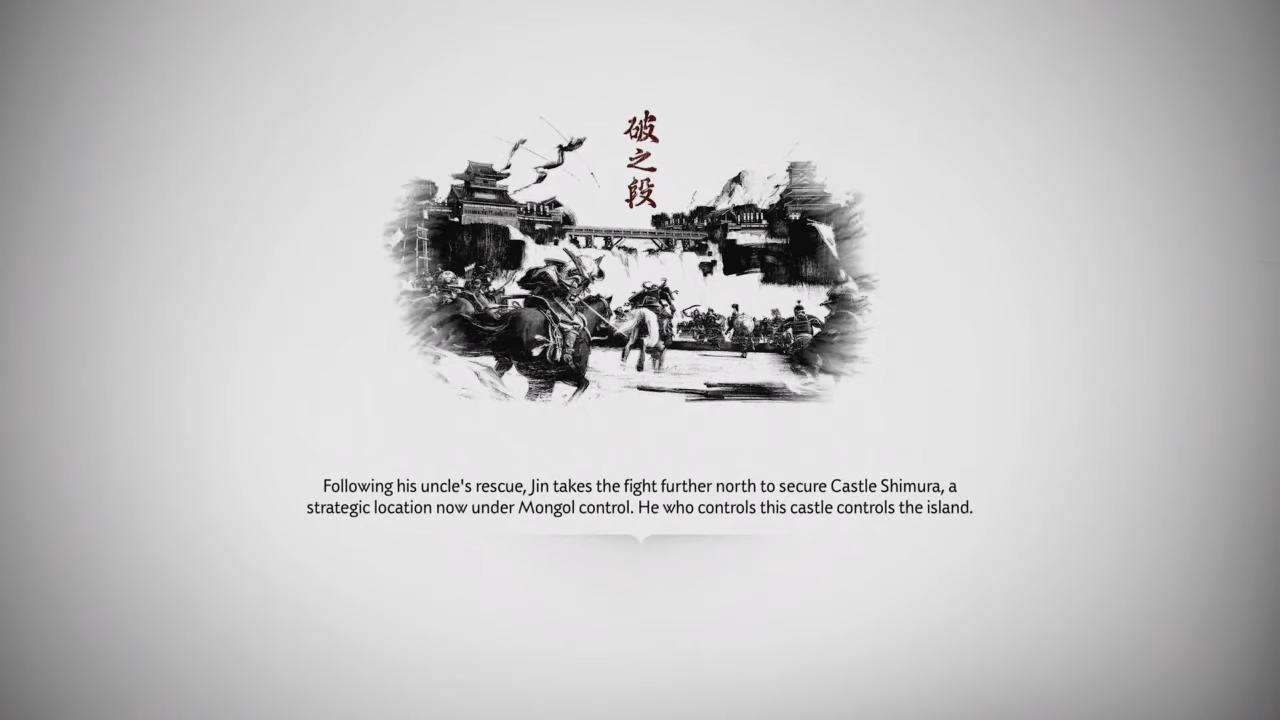 破之段
Following his uncle's rescue, Jin takes the fight further north to secure Castle Shimura, a
strategic location now under Mongol control. He who controls this castle controls the island.